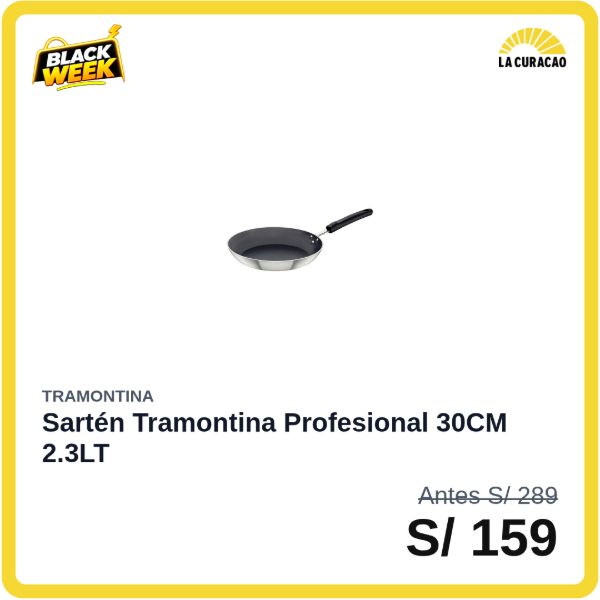 BLACK
WEEK
LA CURACAO
TRAMONTINA
Sartén Tramontina Profesional 30CM
2.3LT
Antes S/ 289
S/ 159